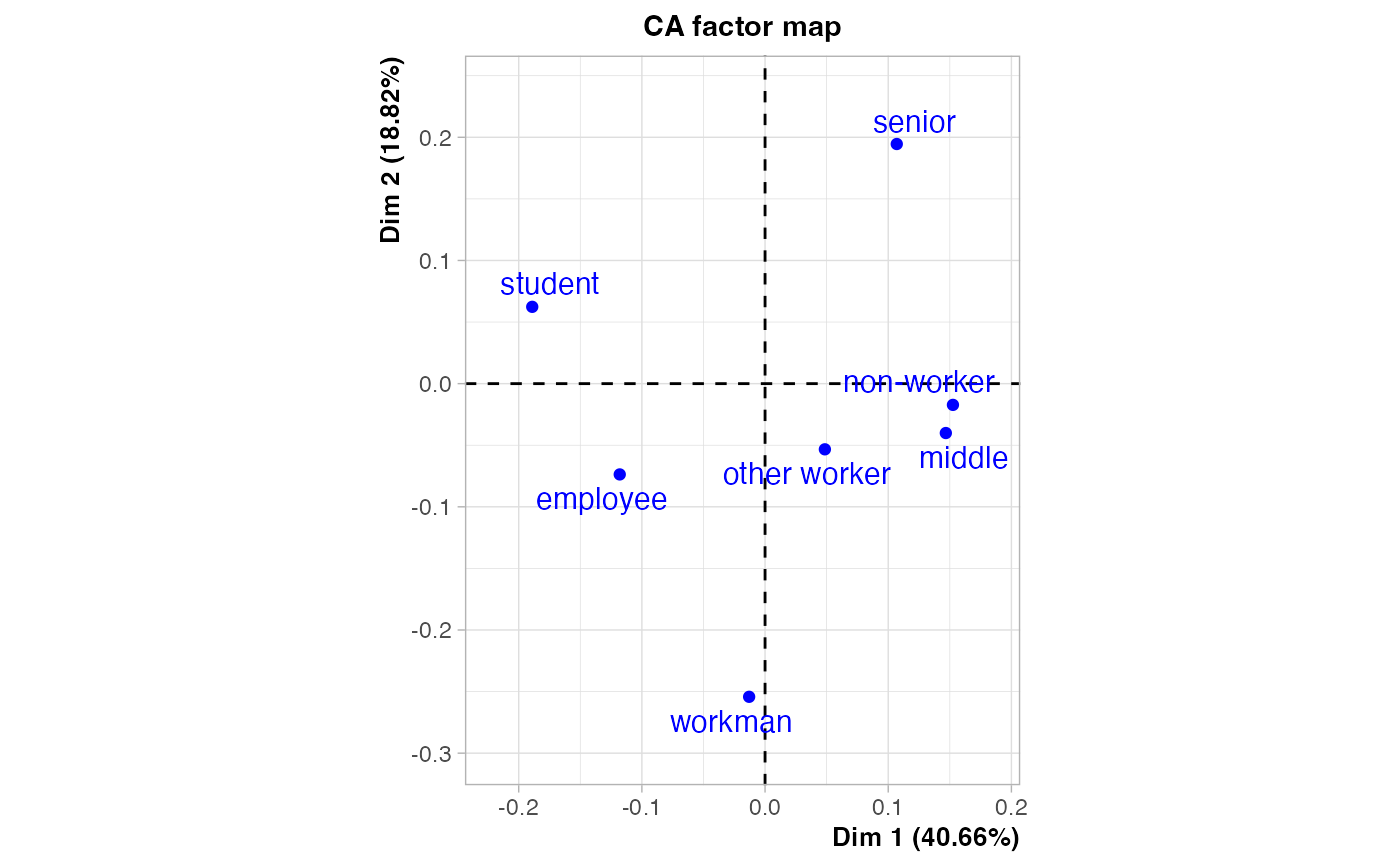 CA factor map
Dim 2 (18.82%)
senior
0.2
student
0.1
non-worker
0.0
middle
other worker
employee
-0.1
-0.2
workman
-0.3
-0.2
-0.1
0.0
0.1
0.2
Dim 1 (40.66%)